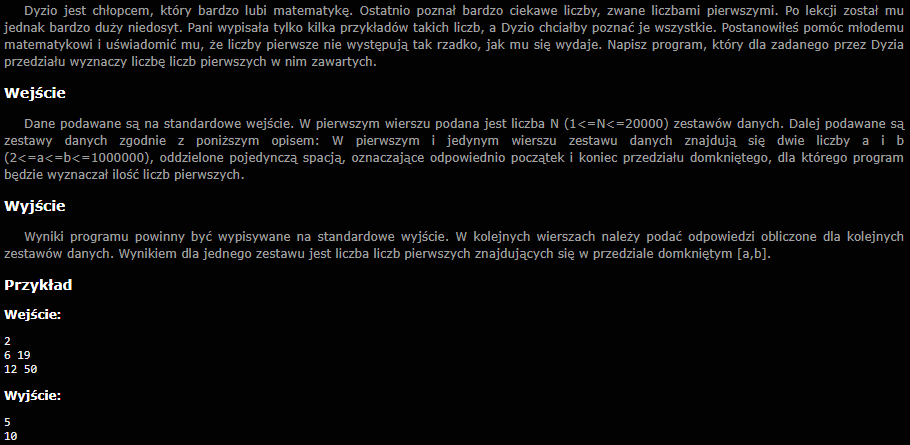 Dyzio jest chłopcem, który bardzo lubi matematykę. Ostatnio poznał bardzo ciekawe liczby, zwane liczbami pierwszymi. Po lekcji został mu
jednak bardzo duży niedosyt. Pani wypisała tylko kilka przykładów takich liczb, a Dyzio chciałby poznać je wszystkie. Postanowiłeś pomóc młodemu
matematykowi i uświadomić mu, że liczby pierwsze nie występują tak rzadko, jak mu się wydaje. Napisz program, który dla zadanego przez Dyzia
przedziału wyznaczy liczbę liczb pierwszych w nim zawartych.
Wejście
Dane podawane są na standardowe wejście. W pierwszym wierszu podana jest liczba N (1<=N<=20000) zestawów danych. Dalej podawane są
zestawy danych zgodnie z poniższym opisem: W pierwszym i jedynym wierszu zestawu danych znajdują się dwie liczby a i b
(2<=a<=b<=1000000), oddzielone pojedynczą spacją, oznaczające odpowiednio początek i koniec przedziału domkniętego, dla którego program
będzie wyznaczał ilość liczb pierwszych.
Wyjście
Wyniki programu powinny być wypisywane na standardowe wyjście. W kolejnych wierszach należy podać odpowiedzi obliczone dla kolejnych
zestawów danych. Wynikiem dla jednego zestawu jest liczba liczb pierwszych znajdujących się w przedziale domkniętym [a,b].
Przykład
Wejście:
2
6 19
12 50
Wyjście:
5
10